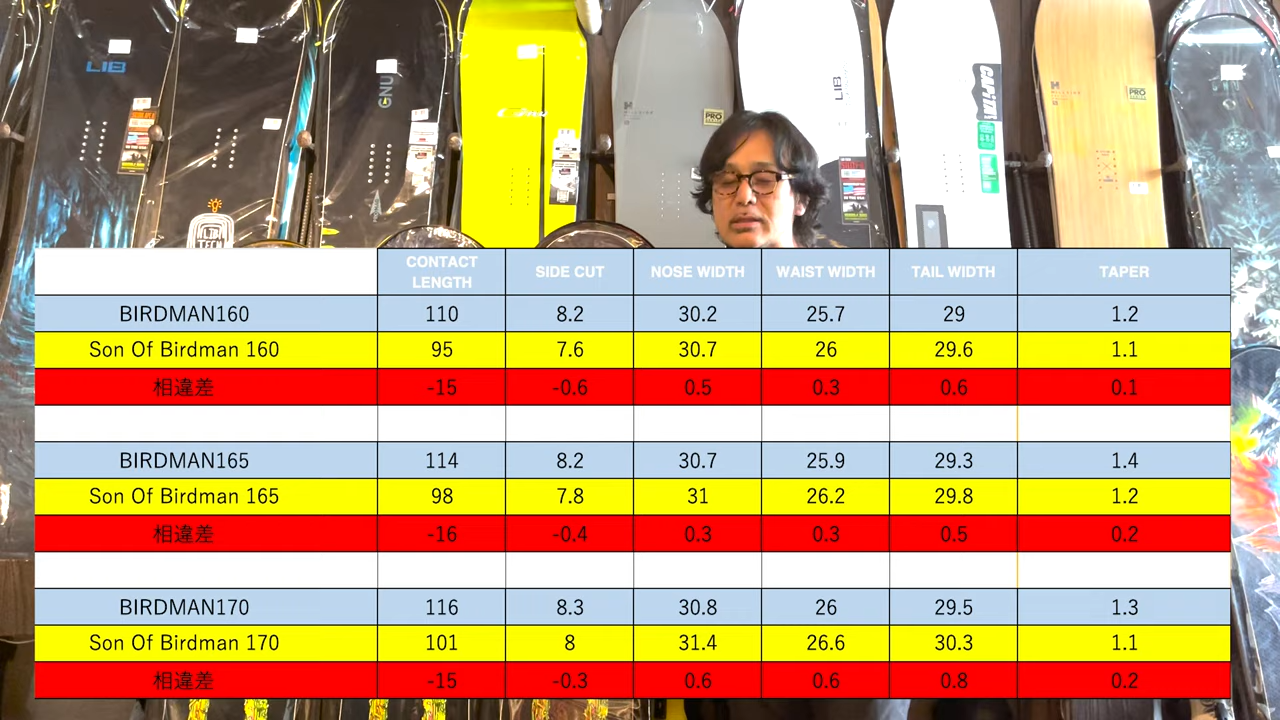 LIB
GNU
LIB
CAPiTA
PRO
PRO
CONTACT LENGTH SIDE CUT NOSE WIDTH WAIST WIDTH TAIL WIDTH TAPER
BIRDMAN160 110 8.2 30.2 25.7 29 1.2
Son Of Birdman 160 95 7.6 30.7 26 29.6 1.1
相違差 -15 -0.6 0.5 0.3 0.6 0.1
BIRDMAN165 114 8.2 30.7 25.9 29.3 1.4
Son Of Birdman 165 98 7.8 31 26.2 29.8 1.2
相違差 -16 -0.4 0.3 0.3 0.5 0.2
BIRDMAN170 116 8.3 30.8 26 29.5 1.3
Son Of Birdman 170 101 8 31.4 26.6 30.3 1.1
相違差 -15 -0.3 0.6 0.6 0.8 0.2